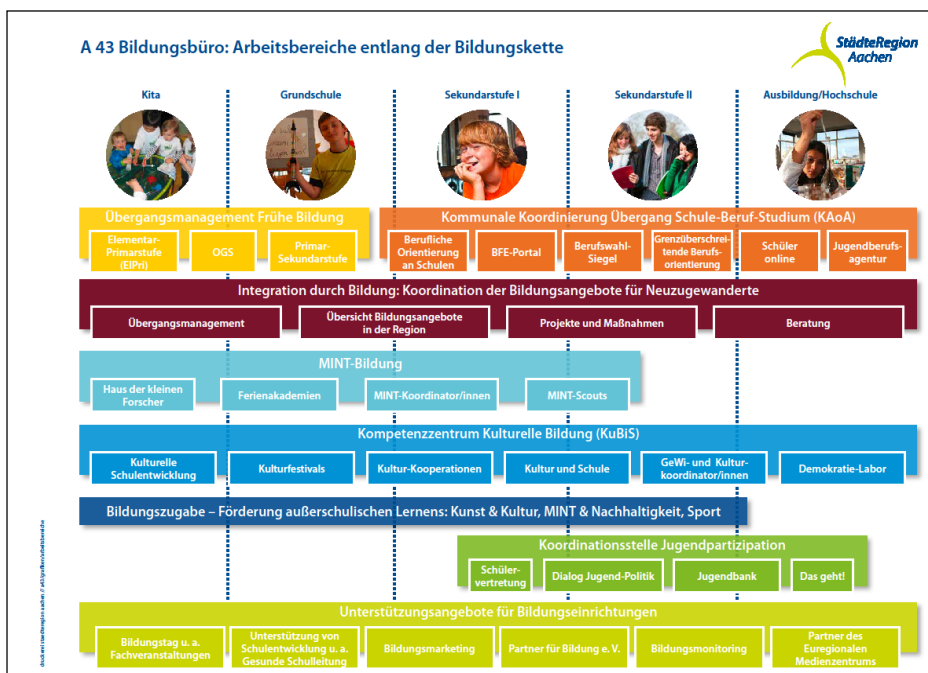 A 43 Bildungsbüro: Arbeitsbereiche entlang der Bildungskette
StädteRegion
Aachen
Kita
Grundschule
Sekundarstufe I
Sekundarstufe II
Ausbildung/Hochschule
Übergangsmanagement Frühe Bildung
Elementar-
Primarstufe
(ElPri)
OGS
Primar-
Sekundarstufe
Kommunale Koordinierung Übergang Schule-Beruf-Studium (KAoA)
Berufliche
Orientierung
an Schulen
BFE-Portal
Berufswahl-
Siegel
Grenzüberschrei-
tende Berufs-
orientierung
Schüler
online
Jugendberufs-
agentur
Integration durch Bildung: Koordination der Bildungsangebote für Neuzugewanderte
Übergangsmanagement
Übersicht Bildungsangebote
in der Region
Projekte und Maßnahmen
Beratung
MINT-Bildung
Haus der kleinen
Forscher
Ferienakademien
MINT-Koordinator/innen
MINT-Scouts
Kompetenzzentrum Kulturelle Bildung (KuBiS)
Kulturelle
Schulentwicklung
Kulturfestivals
Kultur-Kooperationen
Kultur und Schule
GeWi- und Kultur-
koordinator/innen
Demokratie-Labor
Bildungszugabe – Förderung außerschulischen Lernens: Kunst & Kultur, MINT & Nachhaltigkeit, Sport
Koordinationsstelle Jugendpartizipation
Schüler-
vertretung
Dialog Jugend-Politik
Jugendbank
Das geht!
Unterstützungsangebote für Bildungseinrichtungen
Bildungstag u. a.
Fachveranstaltungen
Unterstützung von
Schulentwicklung u. a.
Gesunde Schulleitung
Bildungsmarketing
Partner für Bildung e. V.
Bildungsmonitoring
Partner des
Euregionalen
Medienzentrums